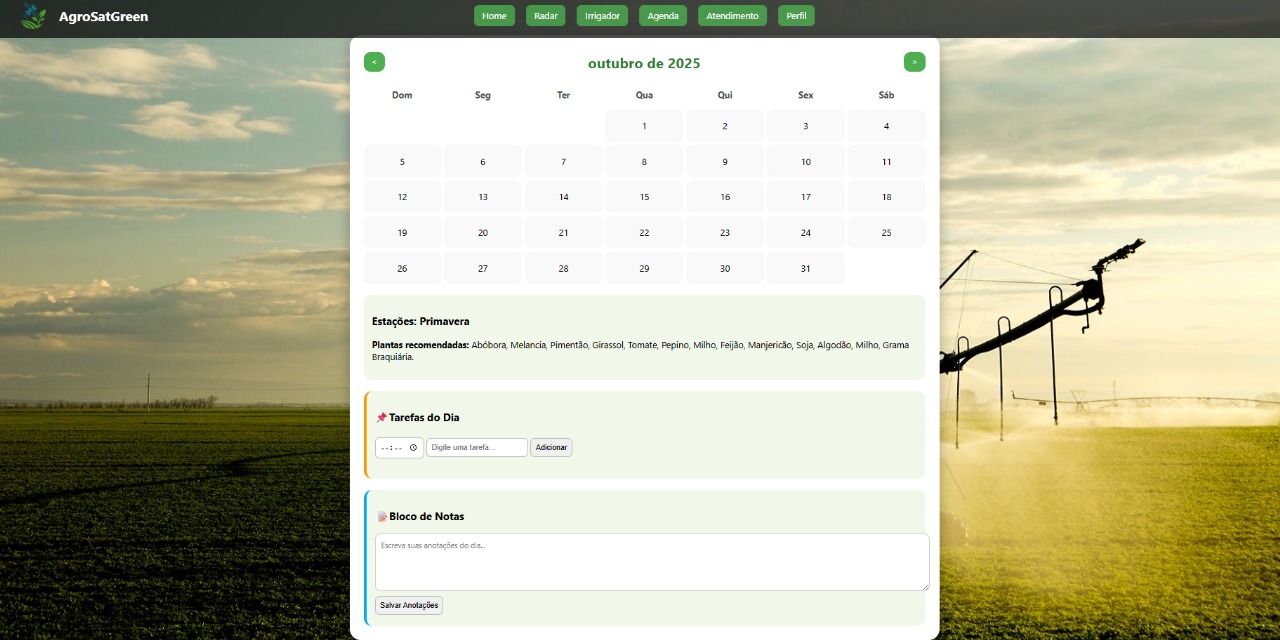 AgroSatGreen Home Radar Irrigador Agenda Atendimento Perfil
< outubro de 2025 >
Dom Seg Ter Qua Qui Sex Sáb
1 2 3 4
5 6 7 8 9 10 11
12 13 14 15 16 17 18
19 20 21 22 23 24 25
26 27 28 29 30 31
Estações: Primavera
Plantas recomendadas: Abóbora, Melancia, Pimentão, Girassol, Tomate, Pepino, Milho, Feijão, Manjericão, Soja, Algodão, Milho, Grama
Braquiária.
Tarefas do Dia
--:-- Digite uma tarefa... Adicionar
Bloco de Notas
Escreva suas anotações do dia...
Salvar Anotações